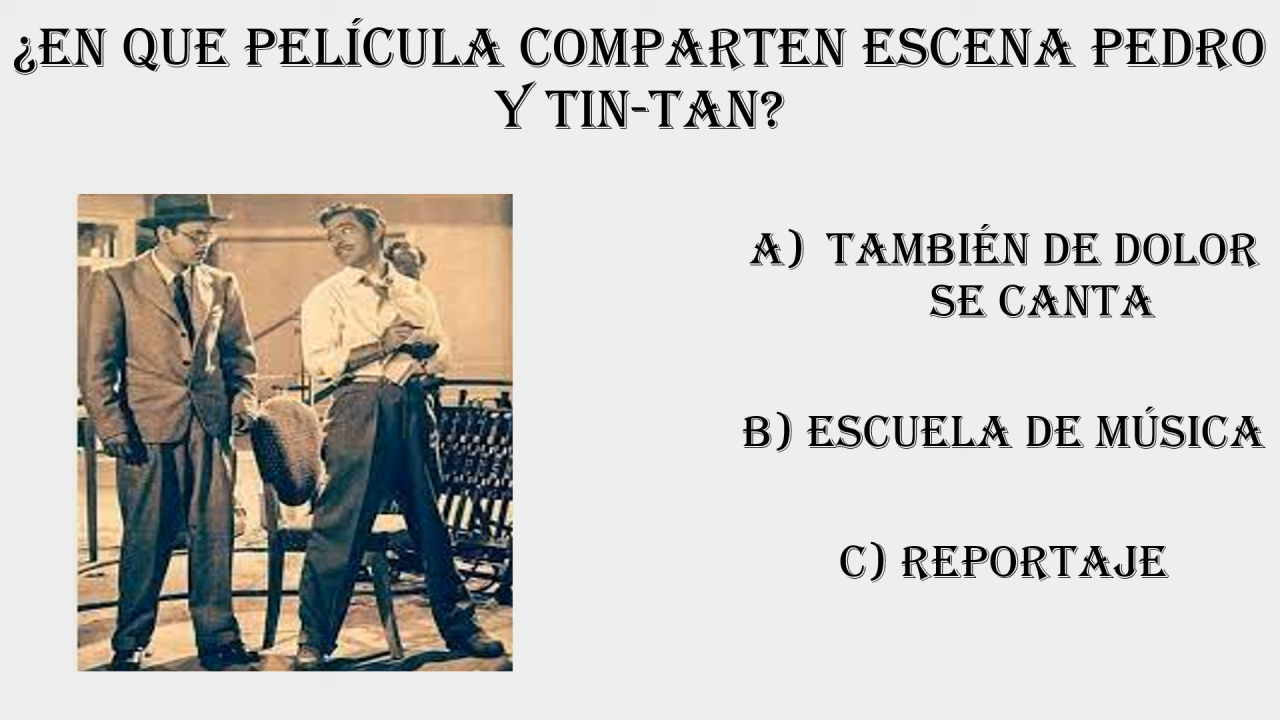 ¿EN QUE PELÍCULA COMPARTEN ESCENA PEDRO
Y TIN-TAN?
A) TAMBIÉN DE DOLOR
SE CANTA
B) ESCUELA DE MÚSICA
C) REPORTAJE